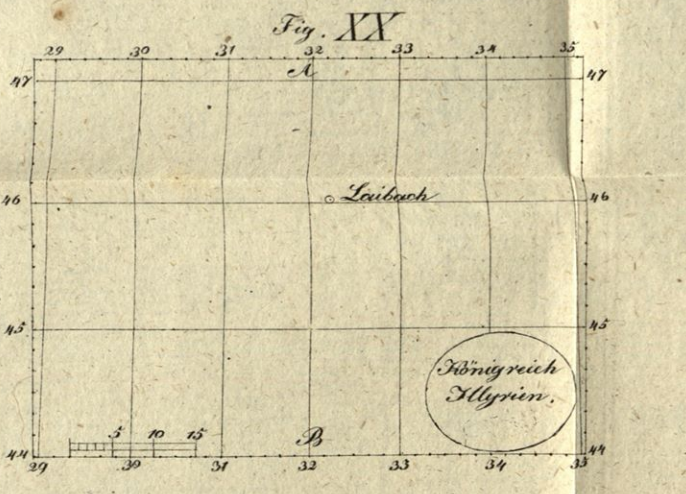 Fig. XX
29 30 31 32 33 34 35
A
47 47
46 Laibach 46
45 45
Königreich
Illyrien.
5 10 15
B
44 44
29 30 31 32 33 34 35